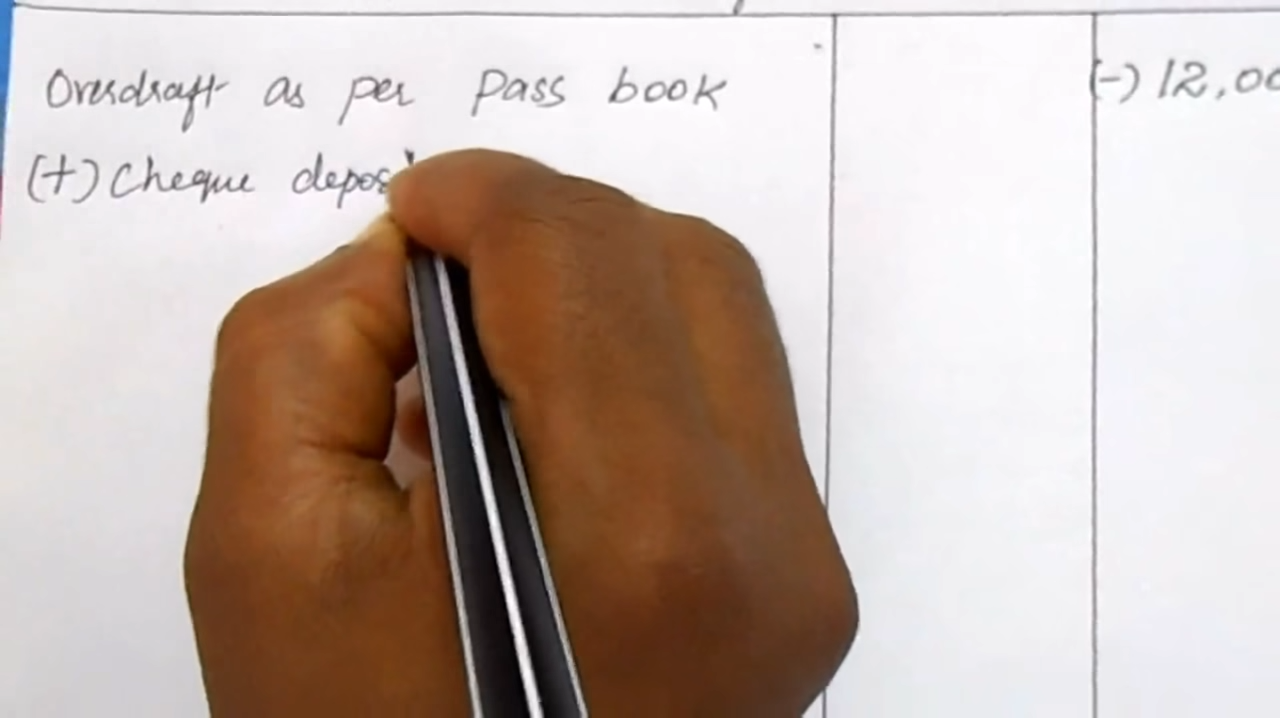 Overdraft as per Pass book (-) 12,00
(+) Cheque depos